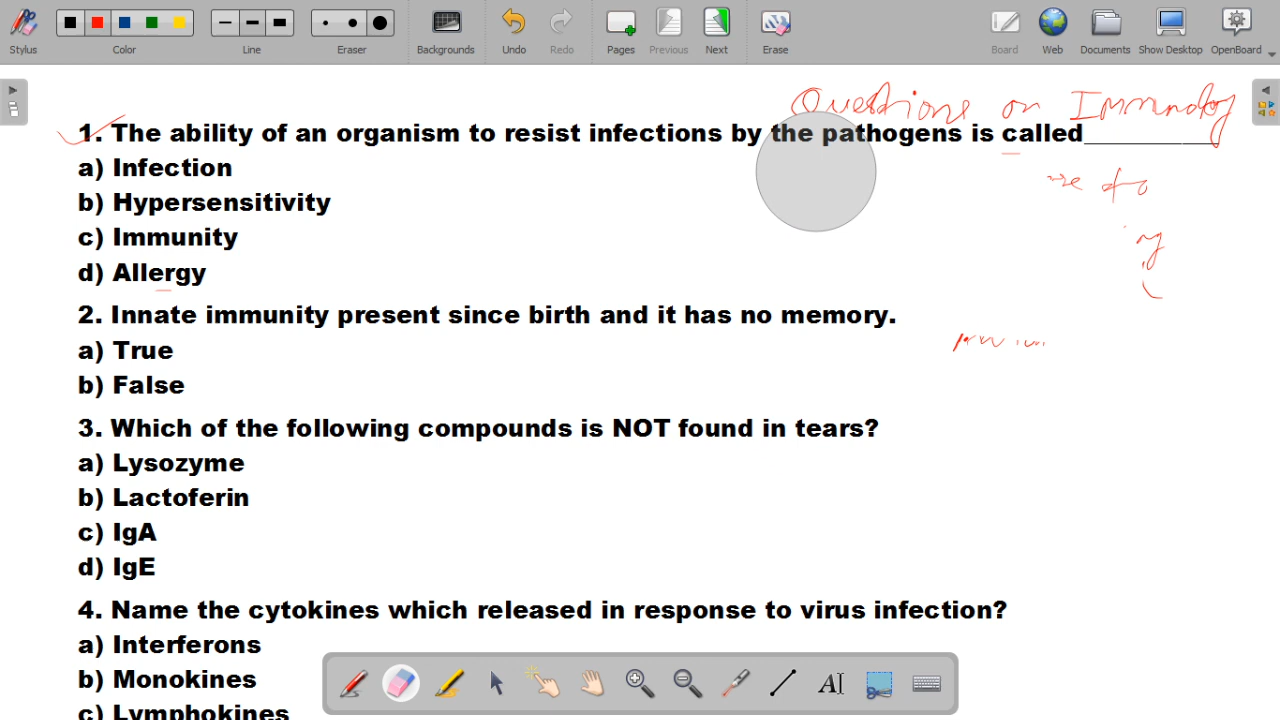 Stylus Color Line Eraser Backgrounds Undo Redo Pages Previous Next Erase Board Web Documents Show Desktop OpenBoard
Questions on Immunology
1. The ability of an organism to resist infections by the pathogens is called__________
a) Infection
b) Hypersensitivity
c) Immunity
d) Allergy
2. Innate immunity present since birth and it has no memory.
a) True
b) False
3. Which of the following compounds is NOT found in tears?
a) Lysozyme
b) Lactoferin
c) IgA
d) IgE
4. Name the cytokines which released in response to virus infection?
a) Interferons
b) Monokines
c) Lymphokines